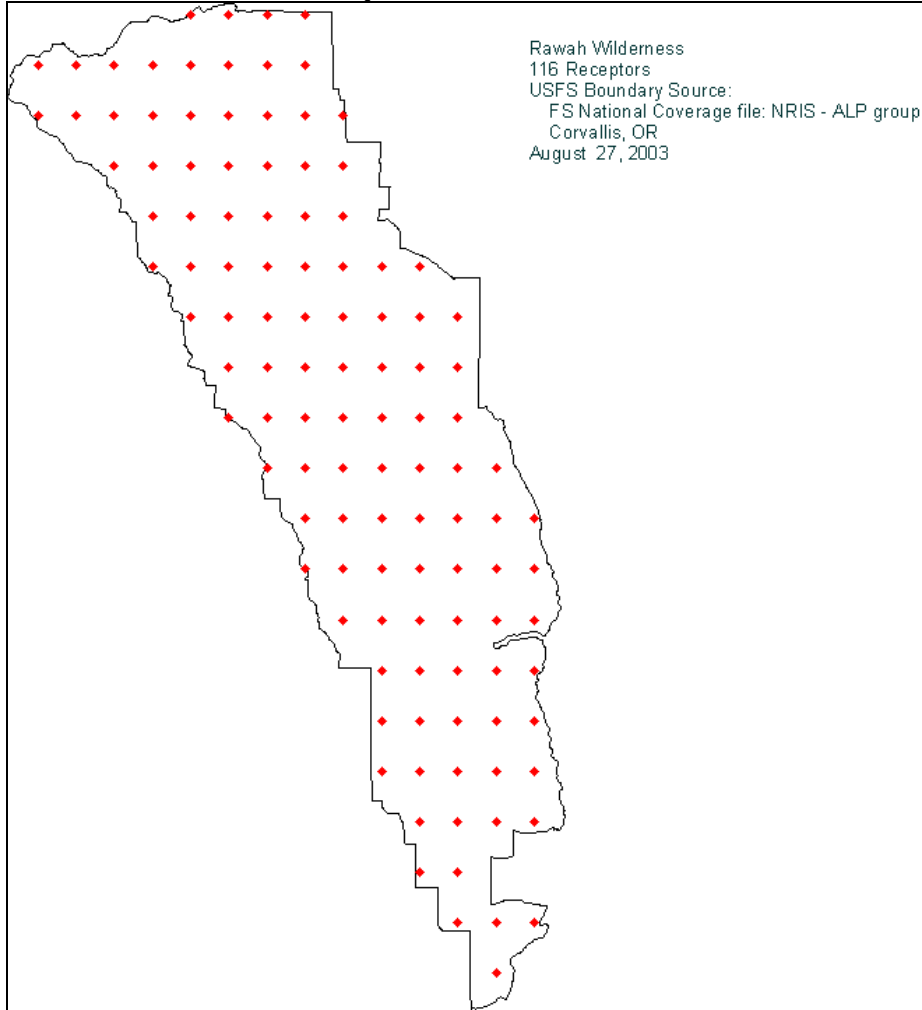 Rawah Wilderness
116 Receptors
USFS Boundary Source:
FS National Coverage file: NRIS - ALP group
Corvallis, OR
August 27, 2003